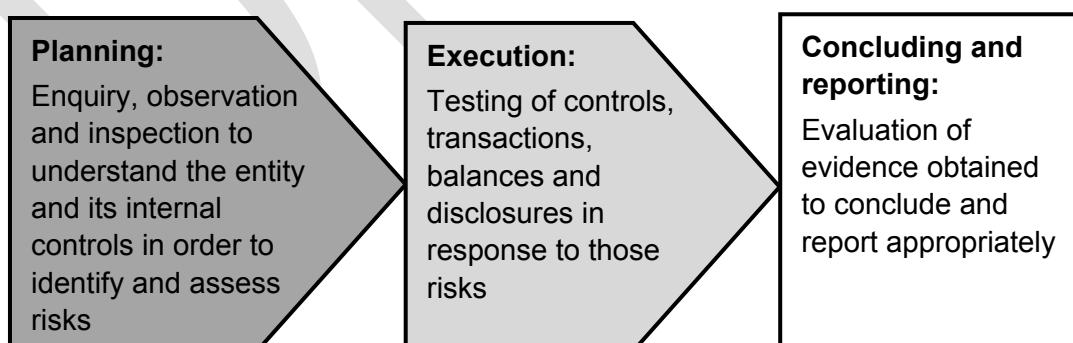 Planning:
Enquiry, observation
and inspection to
understand the entity
and its internal
controls in order to
identify and assess
risks
Execution:
Testing of controls,
transactions,
balances and
disclosures in
response to those
risks
Concluding and
reporting:
Evaluation of
evidence obtained
to conclude and
report appropriately